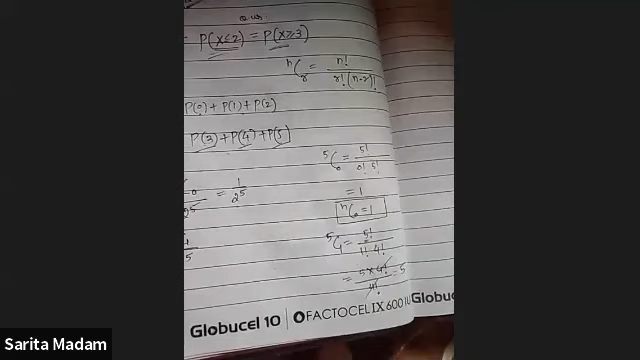 P(x≤2) = P(x≥3)
ⁿCᵣ = n! / r!(n-r)!
P(0) + P(1) + P(2)
P(3) + P(4) + P(5)
⁵C₀ = 5! / 0! 5!
= 1/2⁵
= 1
ⁿC₀ = 1
⁵C₁ = 5! / 1! 4!
= 5×4! / 4! = 5
Globucel 10 | FACTOCEL IX 600 IU Globuc
Sarita Madam